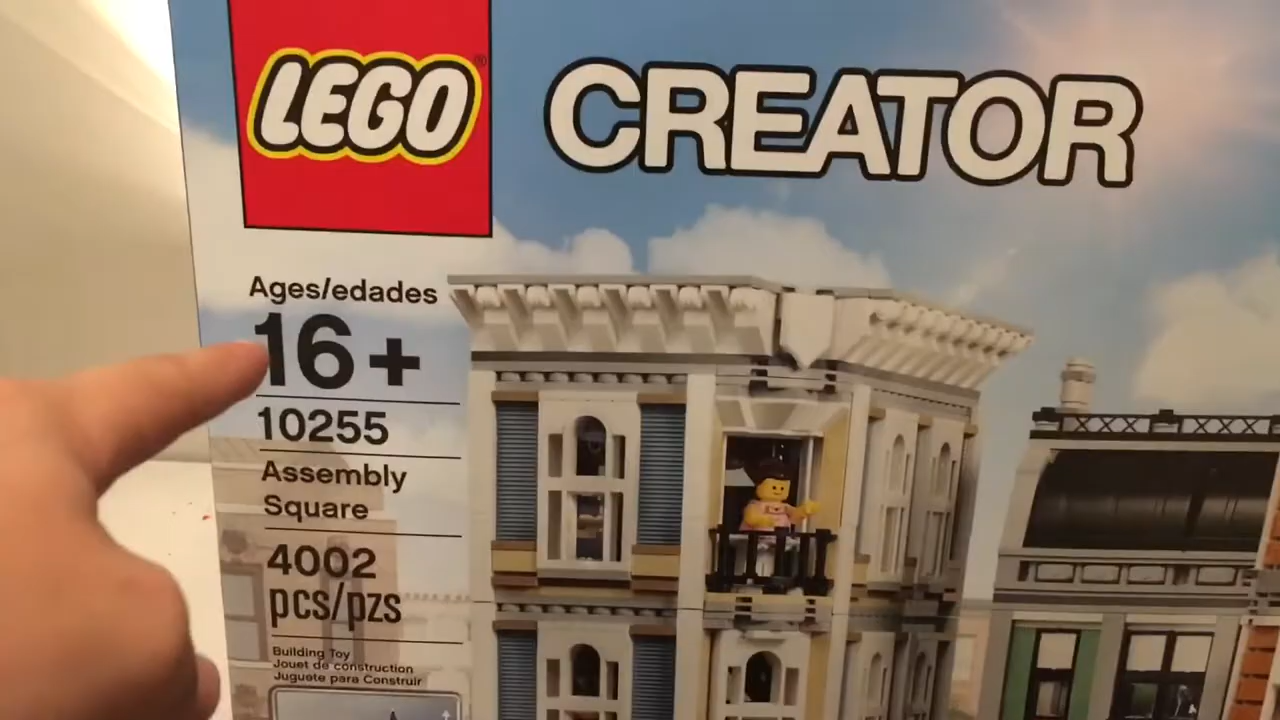 LEGO®
CREATOR
Ages/edades
16+
10255
Assembly
Square
4002
pcs/pzs
Building Toy
Jouet de construction
Juguete para Construir